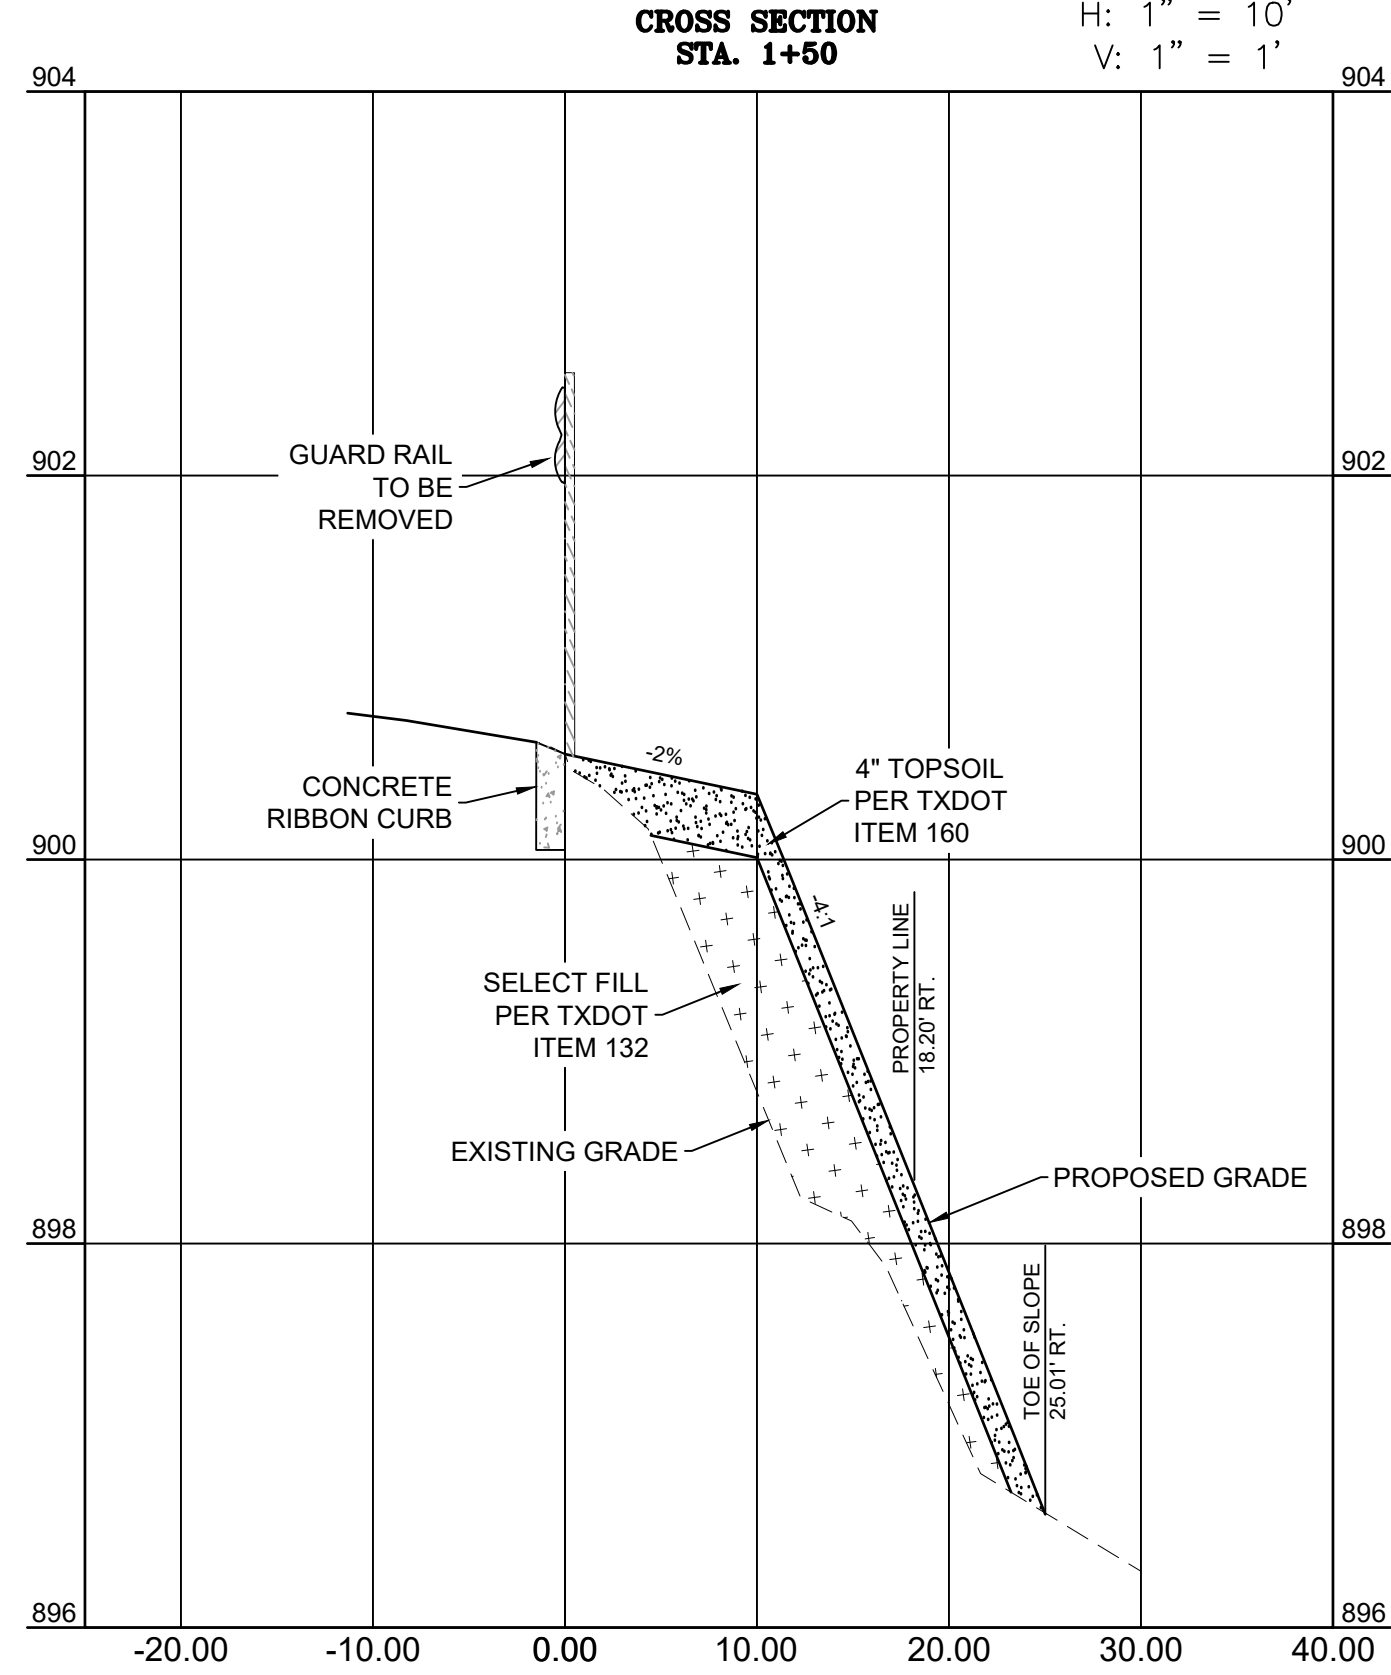 CROSS SECTION
STA. 1+50
H: 1" = 10'
V: 1" = 1'
904
904
GUARD RAIL
TO BE
REMOVED
902
902
-2%
4" TOPSOIL
PER TXDOT
ITEM 160
CONCRETE
RIBBON CURB
900
900
-4:1
PROPERTY LINE
18.20' RT.
SELECT FILL
PER TXDOT
ITEM 132
EXISTING GRADE
PROPOSED GRADE
898
898
TOE OF SLOPE
25.01' RT.
896
896
-20.00 -10.00 0.00 10.00 20.00 30.00 40.00